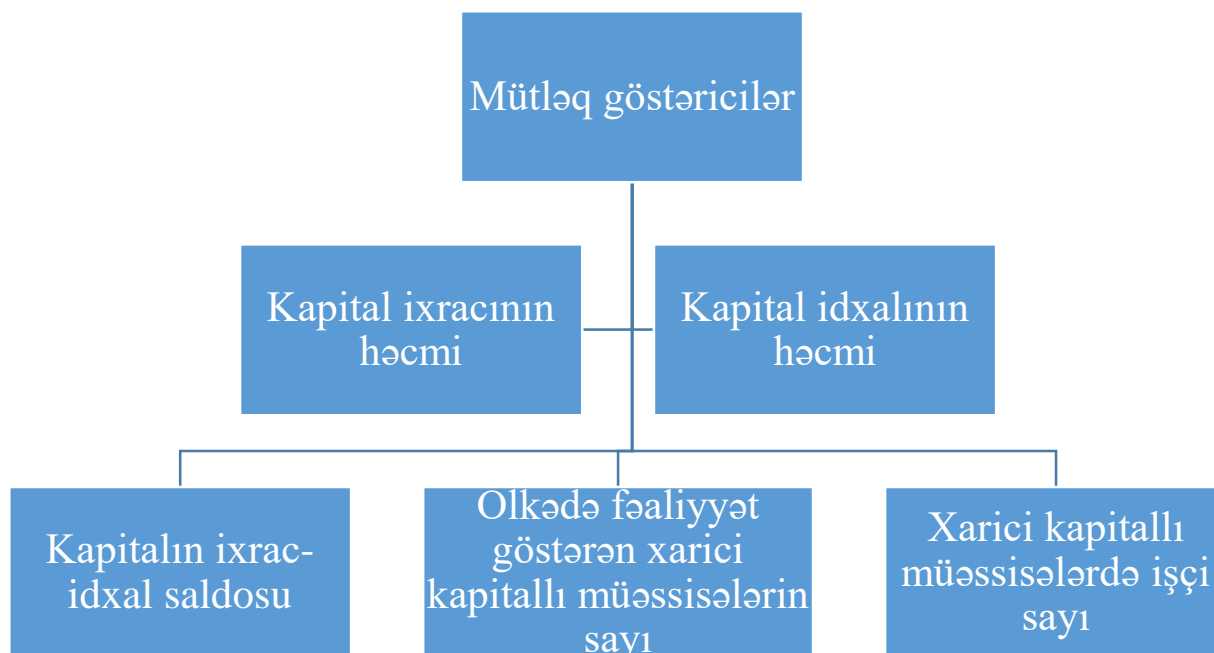 Mütləq göstəricilər
Kapital ixracının
həcmi
Kapital idxalının
həcmi
Kapitalın ixrac-
idxal saldosu
Olkədə fəaliyyət
göstərən xarici
kapitallı müəssisələrin
sayı
Xarici kapitallı
müəssisələrdə işçi
sayı